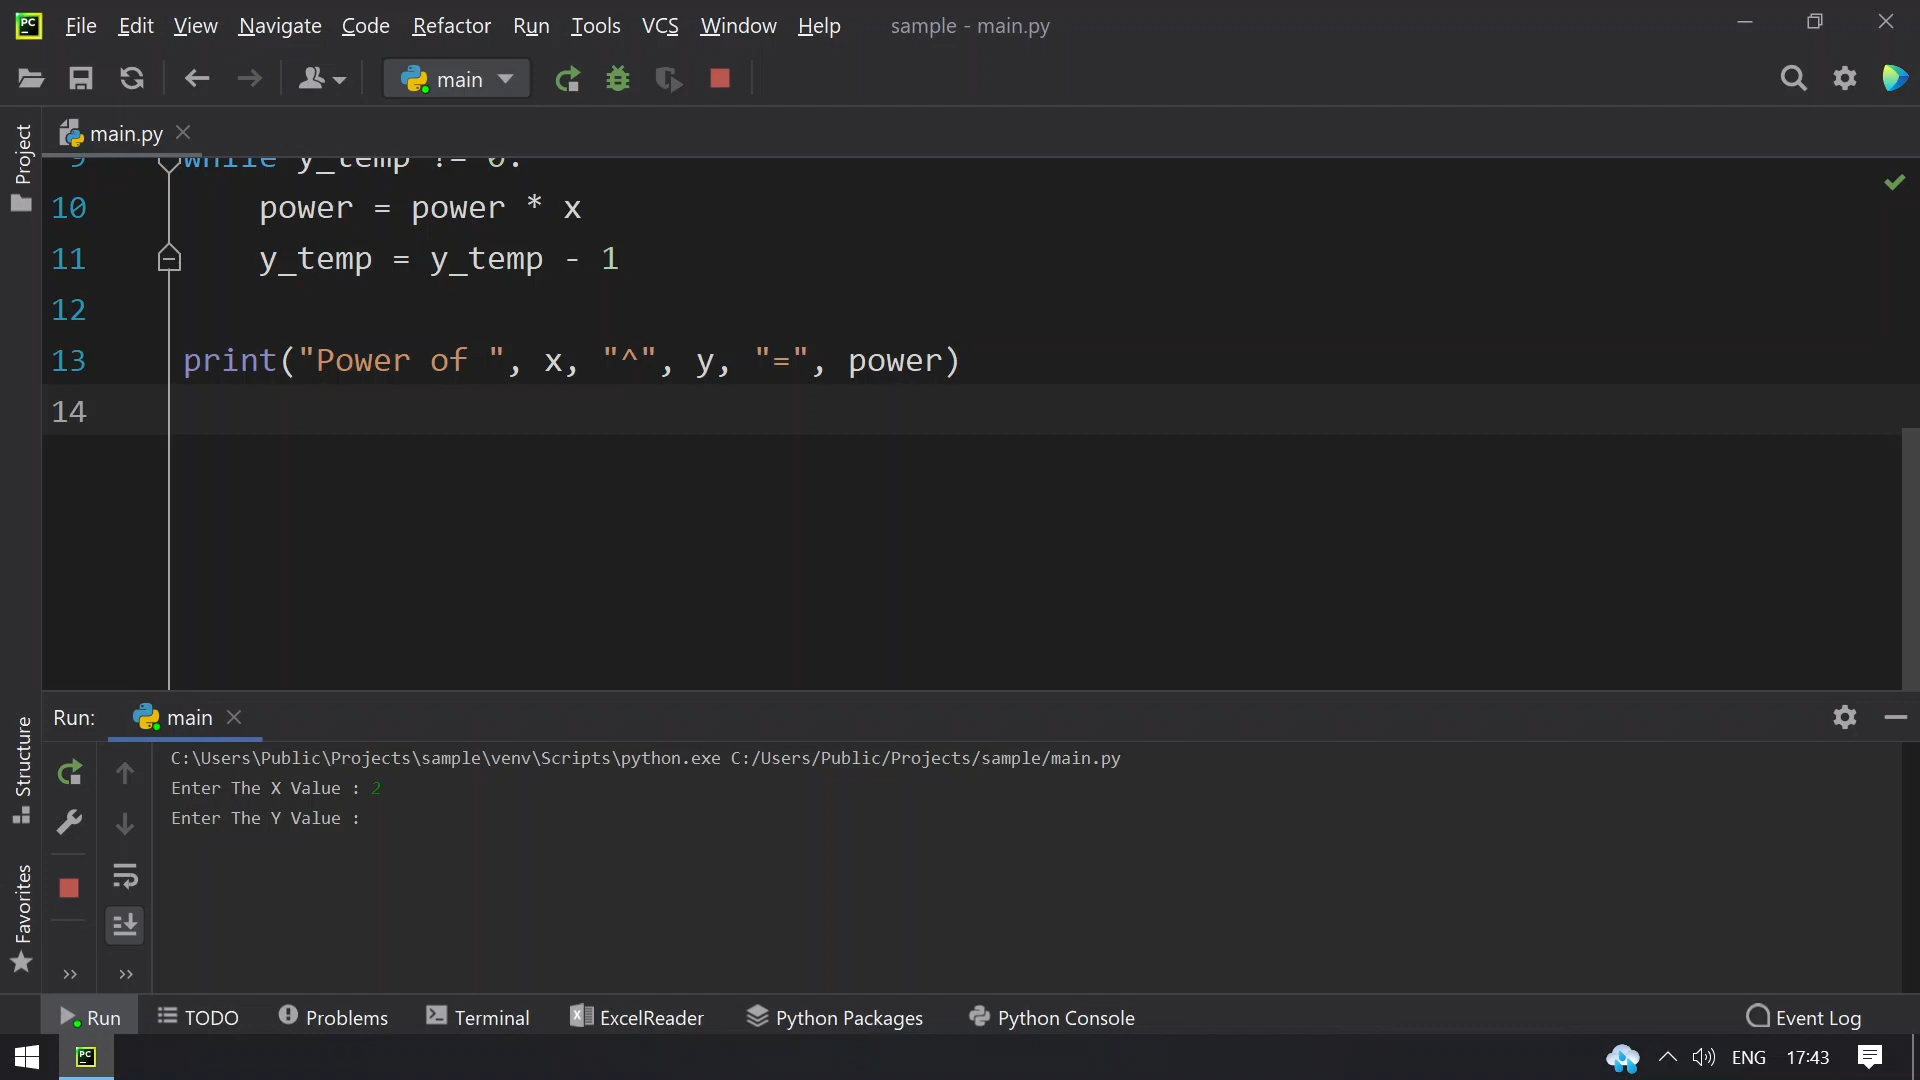 File Edit View Navigate Code Refactor Run Tools VCS Window Help sample - main.py
main
main.py
Project
9 while y_temp != 0:
10 power = power * x
11 y_temp = y_temp - 1
12
13 print("Power of ", x, "^", y, "=", power)
14
Structure
Favorites
Run: main
C:\Users\Public\Projects\sample\venv\Scripts\python.exe C:/Users/Public/Projects/sample/main.py
Enter The X Value : 2
Enter The Y Value :
Run TODO Problems Terminal ExcelReader Python Packages Python Console Event Log
PC ENG 17:43